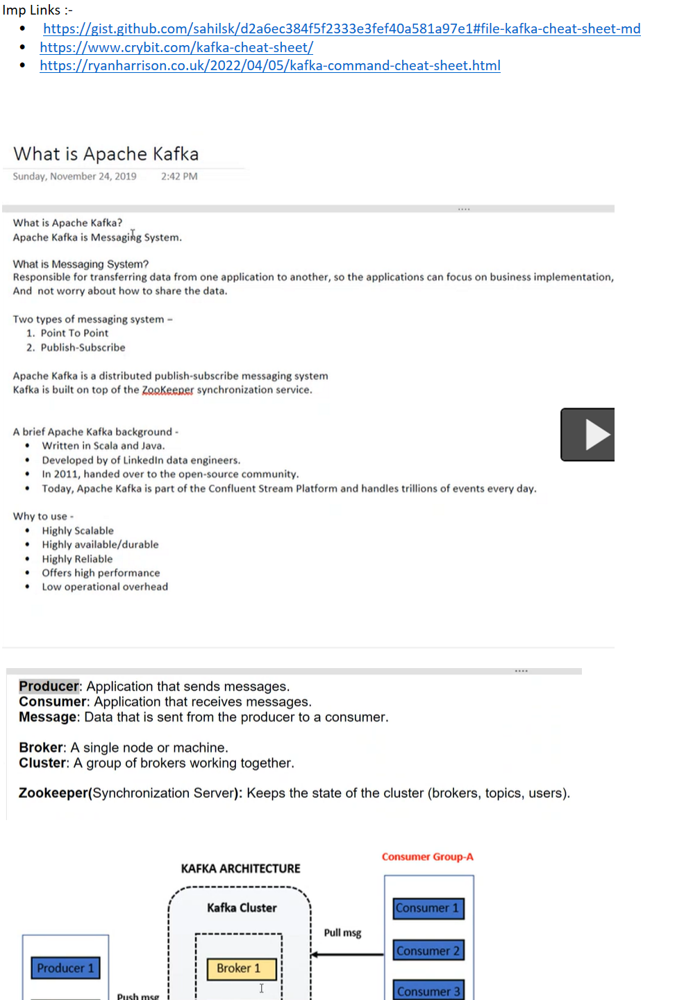 Imp Links :-
• https://gist.github.com/sahilsk/d2a6ec384f5f2333e3fef40a581a97e1#file-kafka-cheat-sheet-md
• https://www.crybit.com/kafka-cheat-sheet/
• https://ryanharrison.co.uk/2022/04/05/kafka-command-cheat-sheet.html
What is Apache Kafka
Sunday, November 24, 2019 2:42 PM
What is Apache Kafka?
Apache Kafka is Messaging System.
What is Messaging System?
Responsible for transferring data from one application to another, so the applications can focus on business implementation,
And not worry about how to share the data.
Two types of messaging system –
1. Point To Point
2. Publish-Subscribe
Apache Kafka is a distributed publish-subscribe messaging system
Kafka is built on top of the ZooKeeper synchronization service.
A brief Apache Kafka background -
• Written in Scala and Java.
• Developed by of LinkedIn data engineers.
• In 2011, handed over to the open-source community.
• Today, Apache Kafka is part of the Confluent Stream Platform and handles trillions of events every day.
Why to use -
• Highly Scalable
• Highly available/durable
• Highly Reliable
• Offers high performance
• Low operational overhead
Producer: Application that sends messages.
Consumer: Application that receives messages.
Message: Data that is sent from the producer to a consumer.
Broker: A single node or machine.
Cluster: A group of brokers working together.
Zookeeper(Synchronization Server): Keeps the state of the cluster (brokers, topics, users).
Consumer Group-A
KAFKA ARCHITECTURE
Kafka Cluster
Consumer 1
Pull msg
Consumer 2
Producer 1
Broker 1
Consumer 3
Push msg